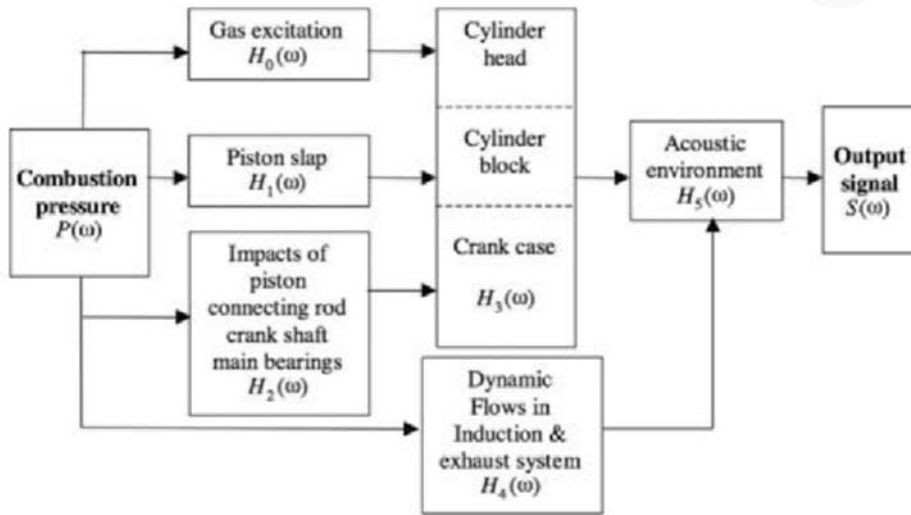 Combustion
pressure
P(ω)
Gas excitation
H₀(ω)
Piston slap
H₁(ω)
Impacts of
piston
connecting rod
crank shaft
main bearings
H₂(ω)
Cylinder
head
Cylinder
block
Crank case
H₃(ω)
Dynamic
Flows in
Induction &
exhaust system
H₄(ω)
Acoustic
environment
H₅(ω)
Output
signal
S(ω)